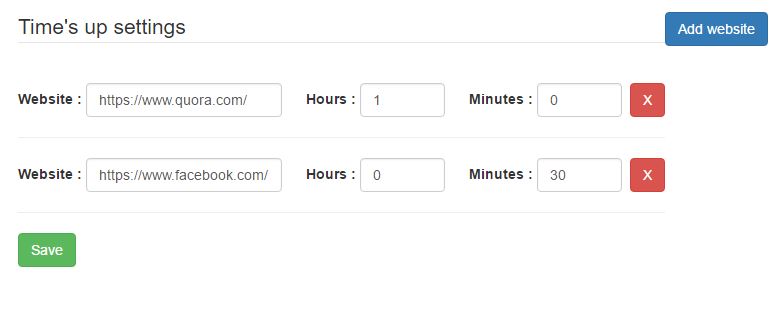 Time's up settings Add website
Website : https://www.quora.com/ Hours : 1 Minutes : 0 X
Website : https://www.facebook.com/ Hours : 0 Minutes : 30 X
Save